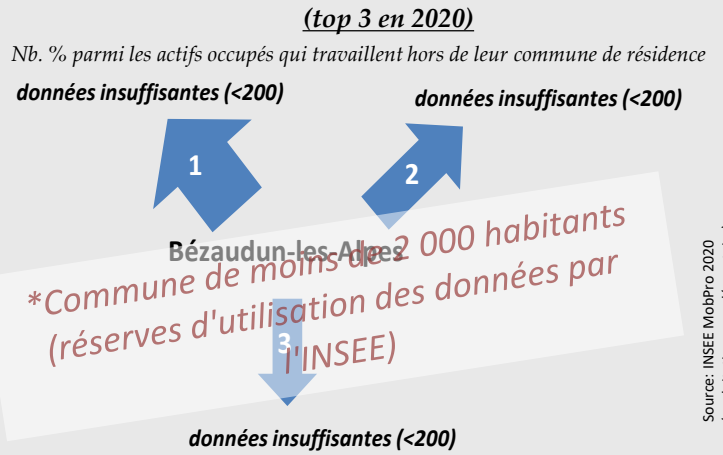 (top 3 en 2020)
Nb. % parmi les actifs occupés qui travaillent hors de leur commune de résidence
données insuffisantes (<200)
données insuffisantes (<200)
1
2
Bézaudun-les-Alpes
*Commune de moins de 2 000 habitants
(réserves d'utilisation des données par
l'INSEE)
3
données insuffisantes (<200)
Source: INSEE MobPro 2020